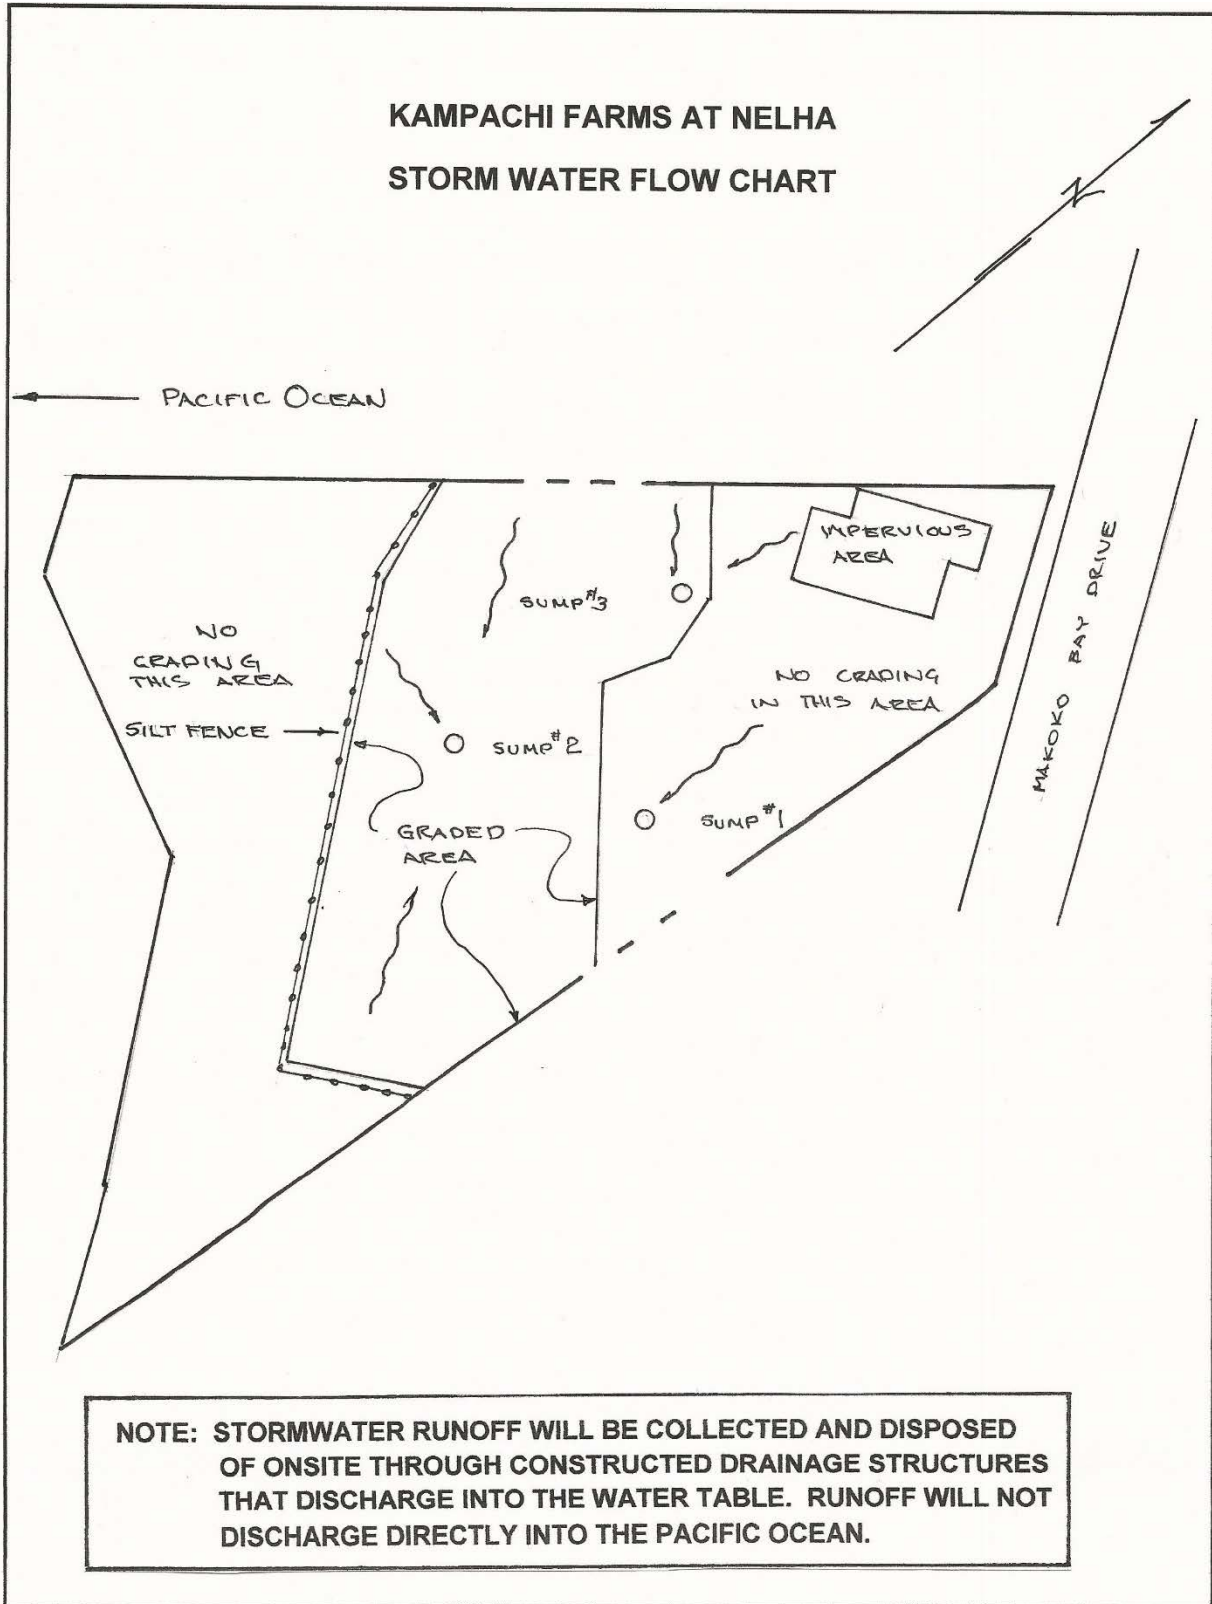 KAMPACHI FARMS AT NELHA
STORM WATER FLOW CHART
N
PACIFIC OCEAN
IMPERVIOUS
AREA
SUMP #3
NO
GRADING
THIS AREA
NO GRADING
IN THIS AREA
SILT FENCE
SUMP #2
SUMP #1
GRADED
AREA
MAKOKO BAY DRIVE
NOTE: STORMWATER RUNOFF WILL BE COLLECTED AND DISPOSED
OF ONSITE THROUGH CONSTRUCTED DRAINAGE STRUCTURES
THAT DISCHARGE INTO THE WATER TABLE. RUNOFF WILL NOT
DISCHARGE DIRECTLY INTO THE PACIFIC OCEAN.